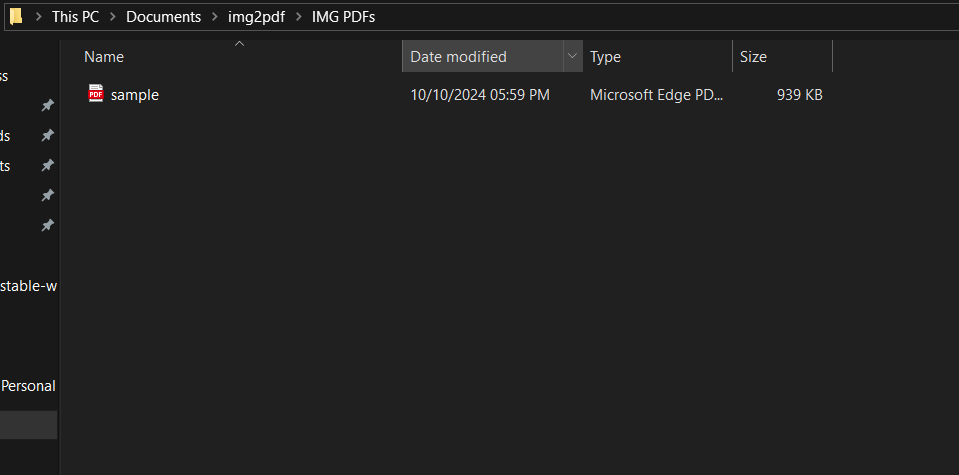 This PC > Documents > img2pdf > IMG PDFs
Name Date modified Type Size
ss
PDF sample 10/10/2024 05:59 PM Microsoft Edge PD... 939 KB
ds
ts
stable-w
Personal